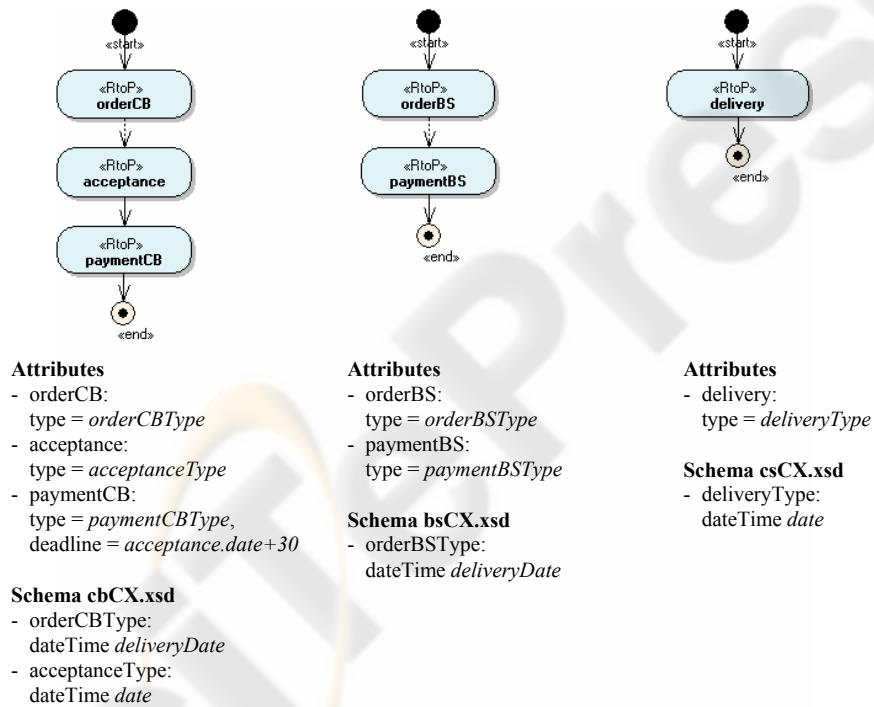 «start»
«RtoP»
orderCB
«RtoP»
acceptance
«RtoP»
paymentCB
«end»
Attributes
- orderCB:
type = orderCBType
- acceptance:
type = acceptanceType
- paymentCB:
type = paymentCBType,
deadline = acceptance.date+30
Schema cbCX.xsd
- orderCBType:
dateTime deliveryDate
- acceptanceType:
dateTime date
«start»
«RtoP»
orderBS
«RtoP»
paymentBS
«end»
Attributes
- orderBS:
type = orderBSType
- paymentBS:
type = paymentBSType
Schema bsCX.xsd
- orderBSType:
dateTime deliveryDate
«start»
«RtoP»
delivery
«end»
Attributes
- delivery:
type = deliveryType
Schema csCX.xsd
- deliveryType:
dateTime date